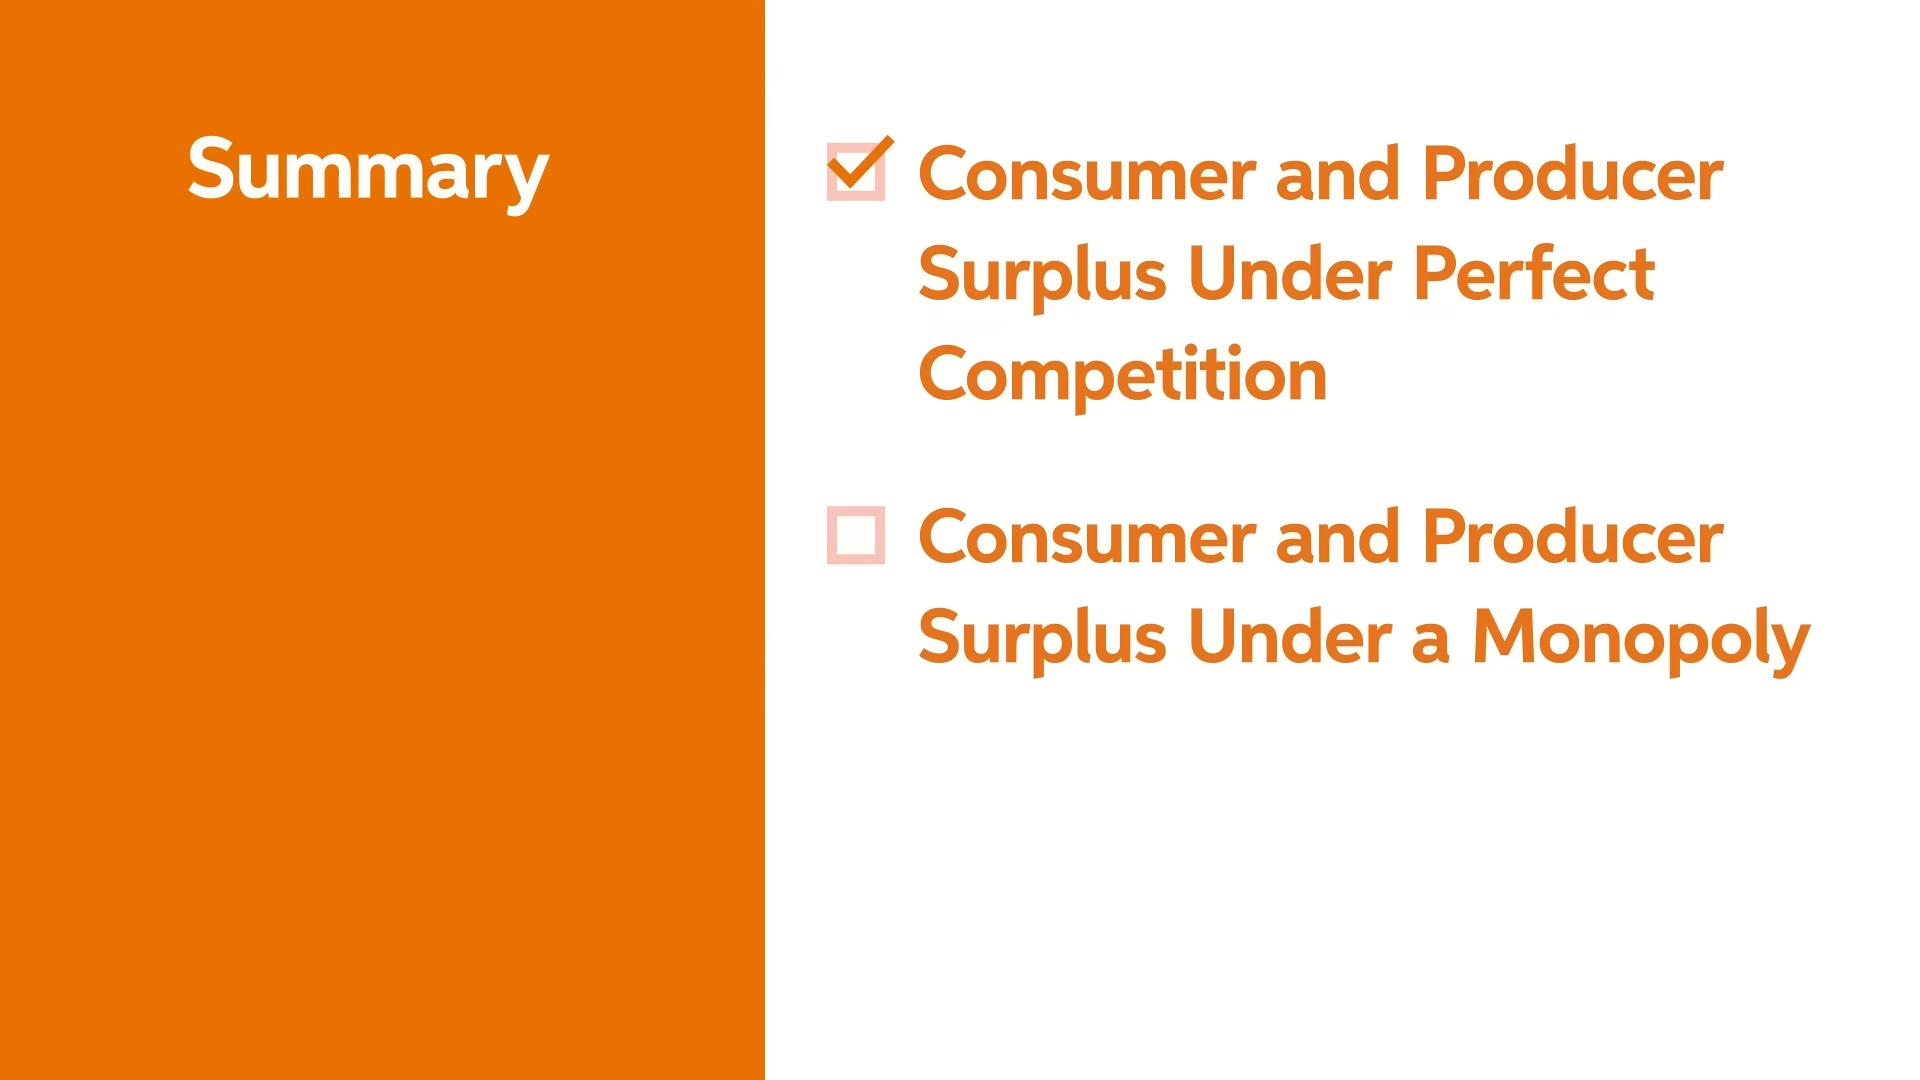 Summary
Consumer and Producer
Surplus Under Perfect
Competition
Consumer and Producer
Surplus Under a Monopoly